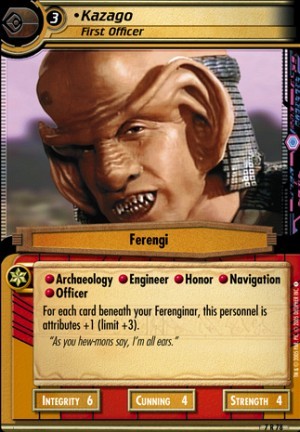 3 •Kazago
First Officer
Ferengi
Archaeology Engineer Honor Navigation
Officer
For each card beneath your Ferenginar, this personnel is
attributes +1 (limit +3).
"As you hew-mons say, I'm all ears."
INTEGRITY 6 CUNNING 4 STRENGTH 4